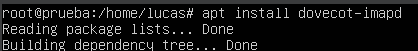 root@prueba:/home/lucas# apt install dovecot-imapd
Reading package lists... Done
Building dependency tree... Done